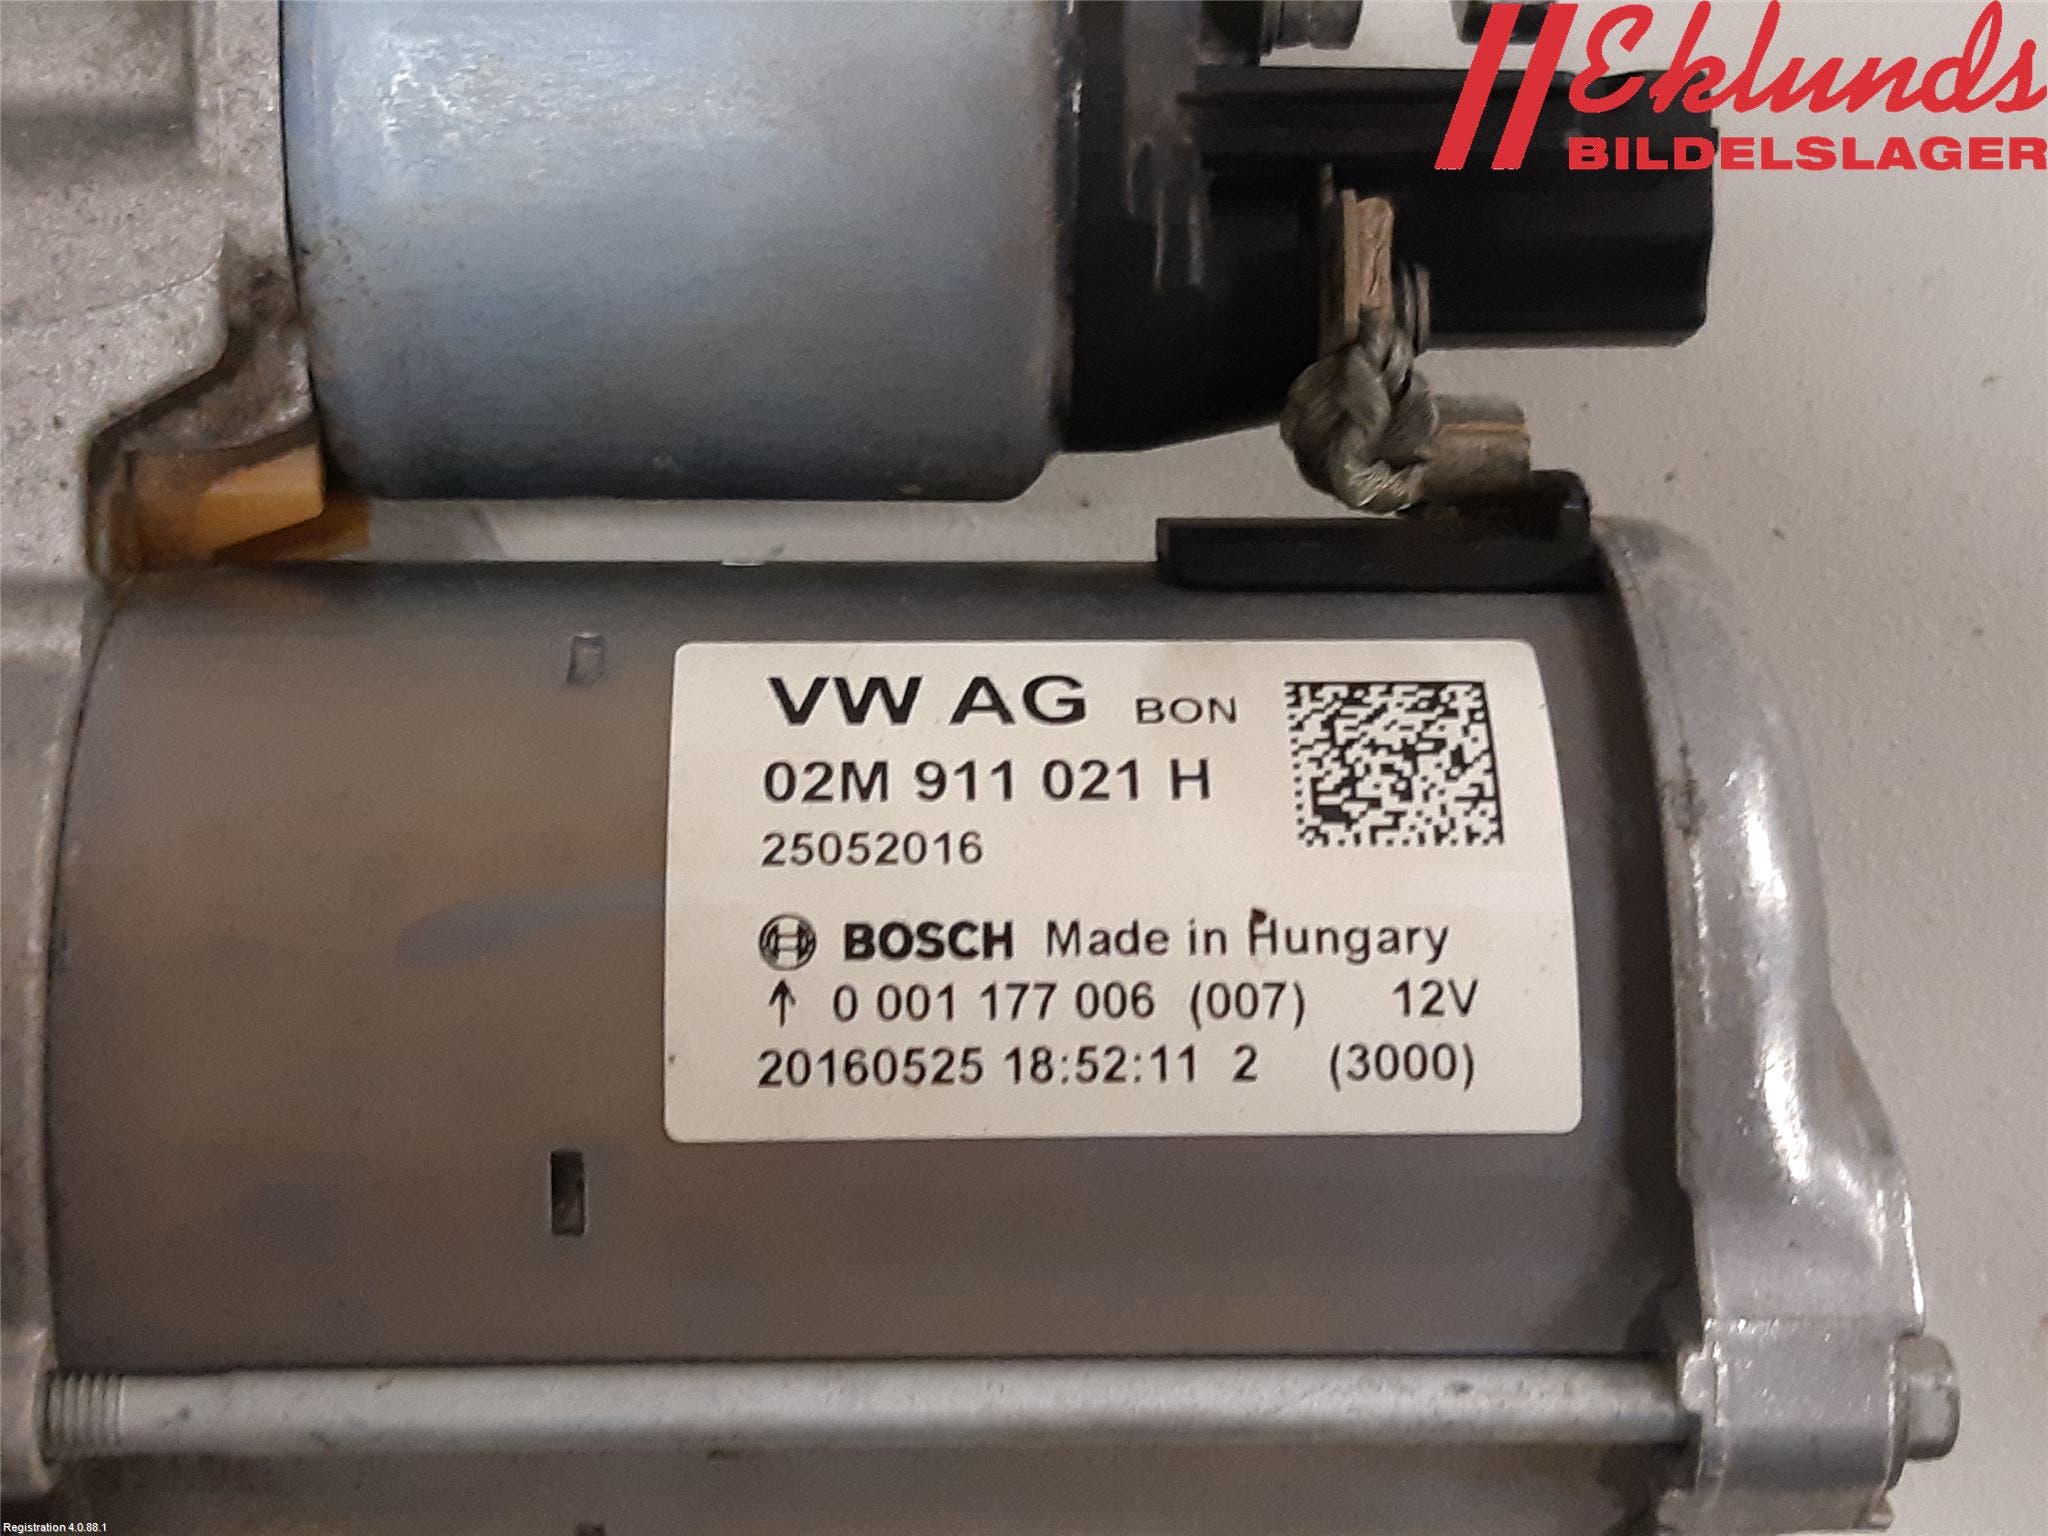 Eklunds
BILDELSLAGER
VW AG BON
02M 911 021 H
25052016
BOSCH Made in Hungary
↑ 0 001 177 006 (007) 12V
20160525 18:52:11 2 (3000)
Registration 4.0.88.1